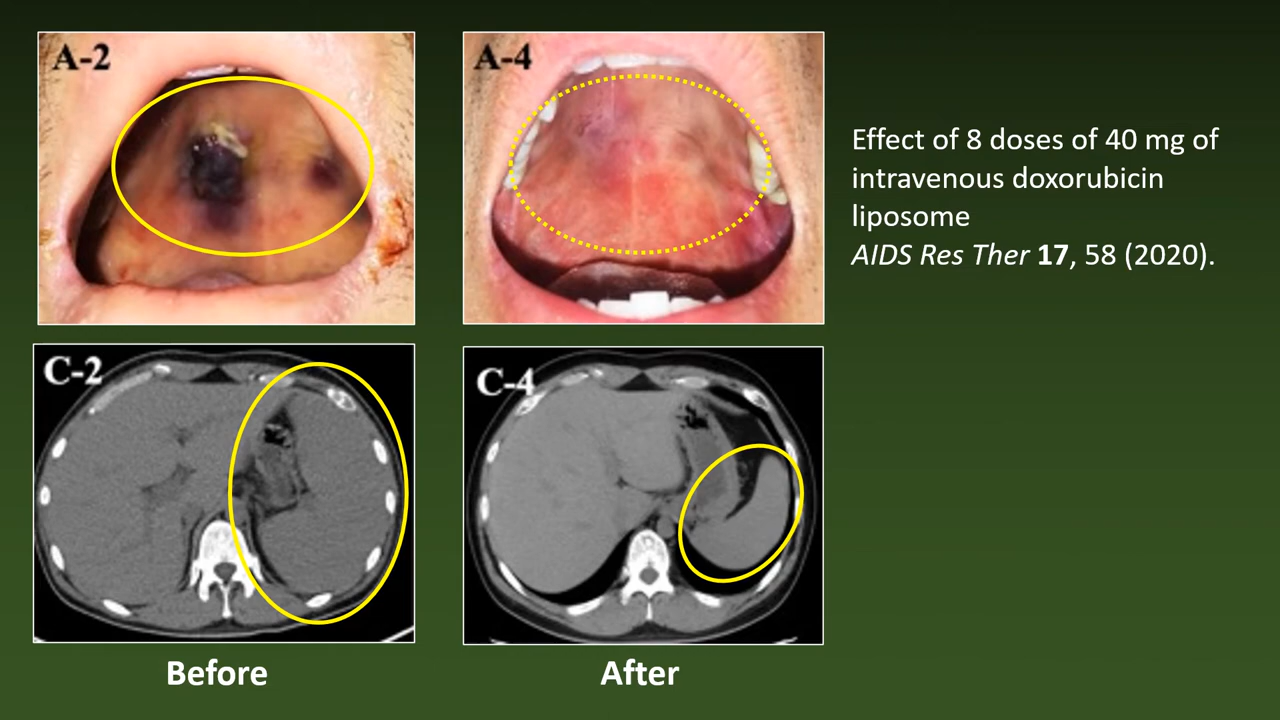 A-2
A-4
Effect of 8 doses of 40 mg of
intravenous doxorubicin
liposome
AIDS Res Ther 17, 58 (2020).
C-2
C-4
Before
After